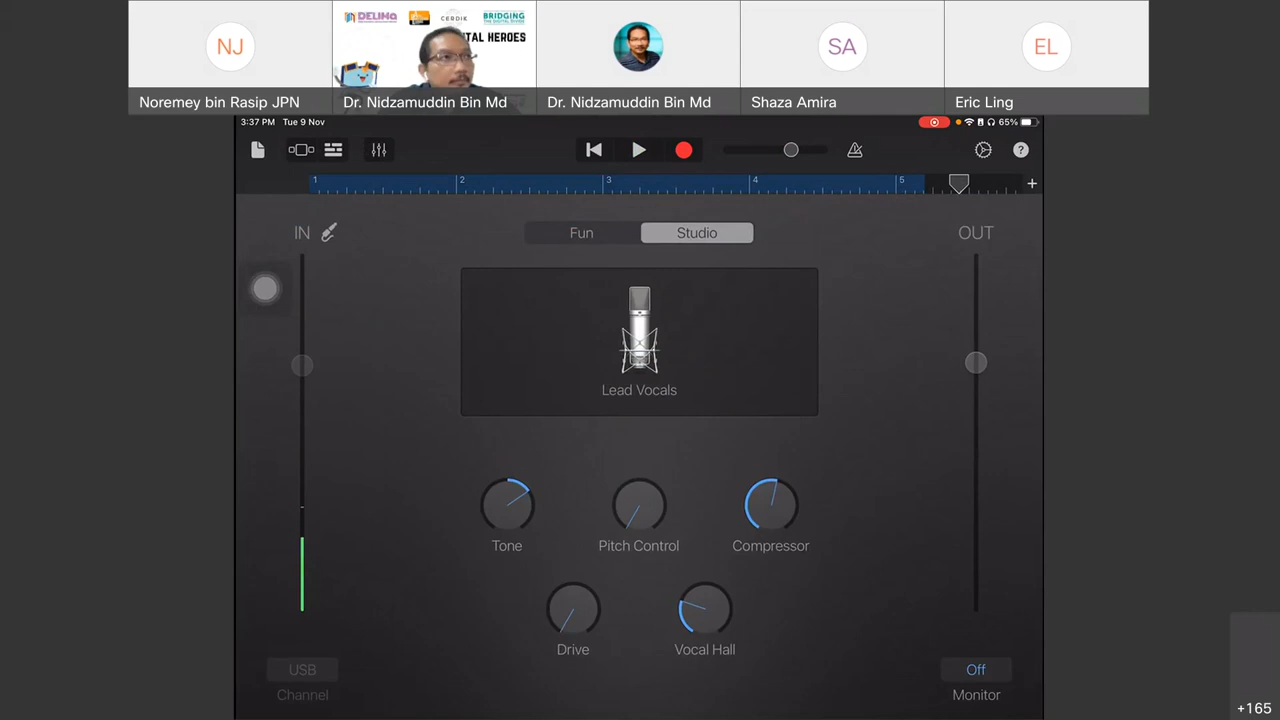 NJ
Noremey bin Rasip JPN
DELIMa
CERDIK
BRIDGING
THE DIGITAL DIVIDE
TAL HEROES
Dr. Nidzamuddin Bin Md
Dr. Nidzamuddin Bin Md
SA
Shaza Amira
EL
Eric Ling
3:37 PM Tue 9 Nov
65%
1
2
3
4
5
+
?
IN
Fun
Studio
OUT
Lead Vocals
Tone
Pitch Control
Compressor
Drive
Vocal Hall
USB
Channel
Off
Monitor
+165